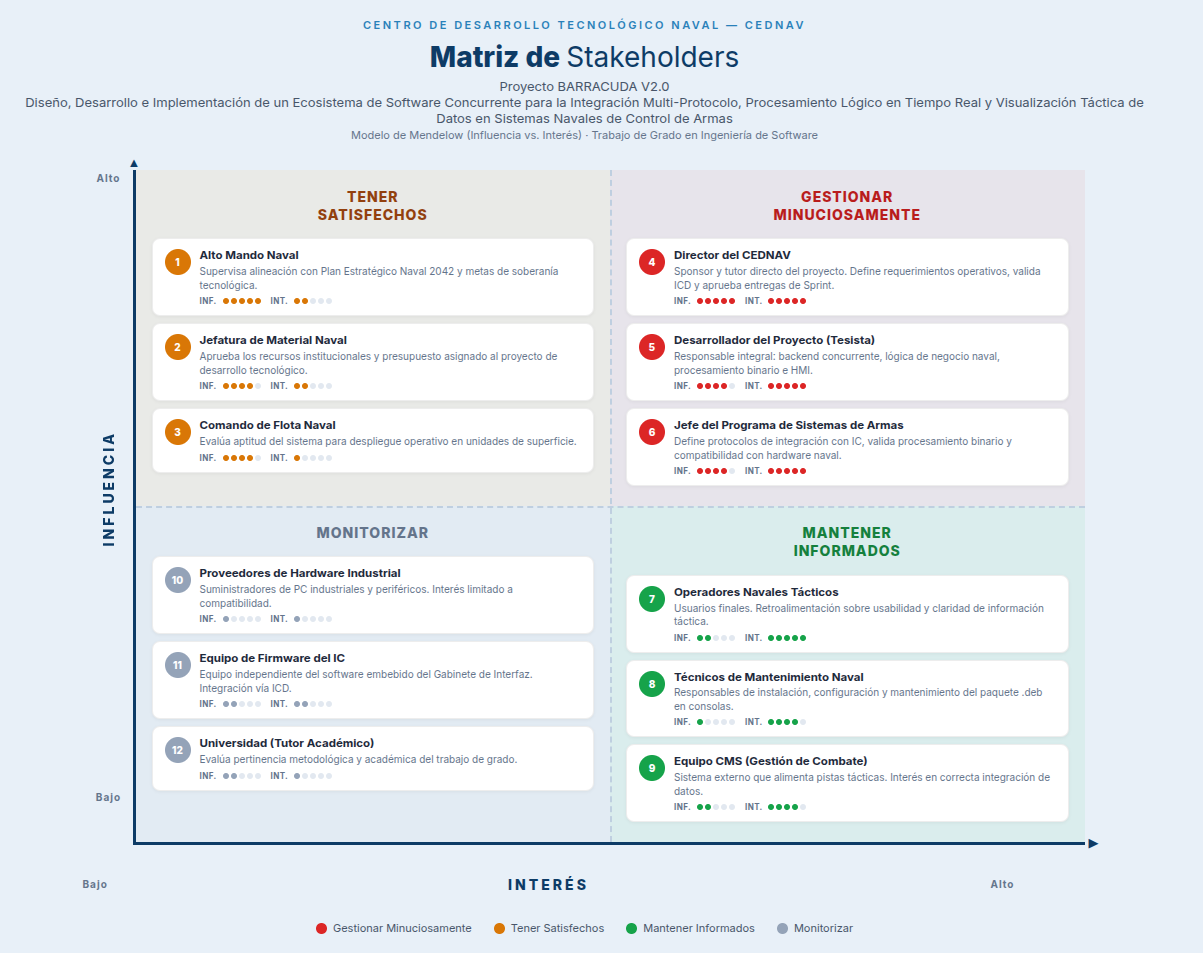 CENTRO DE DESARROLLO TECNOLÓGICO NAVAL — CEDNAV
Matriz de Stakeholders
Proyecto BARRACUDA V2.0
Diseño, Desarrollo e Implementación de un Ecosistema de Software Concurrente para la Integración Multi-Protocolo, Procesamiento Lógico en Tiempo Real y Visualización Táctica de
Datos en Sistemas Navales de Control de Armas
Modelo de Mendelow (Influencia vs. Interés) · Trabajo de Grado en Ingeniería de Software
Alto
INFLUENCIA
Bajo
TENER
SATISFECHOS
1
Alto Mando Naval
Supervisa alineación con Plan Estratégico Naval 2042 y metas de soberanía
tecnológica.
INF. INT.
2
Jefatura de Material Naval
Aprueba los recursos institucionales y presupuesto asignado al proyecto de
desarrollo tecnológico.
INF. INT.
3
Comando de Flota Naval
Evalúa aptitud del sistema para despliegue operativo en unidades de superficie.
INF. INT.
GESTIONAR
MINUCIOSAMENTE
4
Director del CEDNAV
Sponsor y tutor directo del proyecto. Define requerimientos operativos, valida
ICD y aprueba entregas de Sprint.
INF. INT.
5
Desarrollador del Proyecto (Tesista)
Responsable integral: backend concurrente, lógica de negocio naval,
procesamiento binario e HMI.
INF. INT.
6
Jefe del Programa de Sistemas de Armas
Define protocolos de integración con IC, valida procesamiento binario y
compatibilidad con hardware naval.
INF. INT.
MONITORIZAR
10
Proveedores de Hardware Industrial
Suministradores de PC industriales y periféricos. Interés limitado a
compatibilidad.
INF. INT.
11
Equipo de Firmware del IC
Equipo independiente del software embebido del Gabinete de Interfaz.
Integración vía ICD.
INF. INT.
12
Universidad (Tutor Académico)
Evalúa pertinencia metodológica y académica del trabajo de grado.
INF. INT.
MANTENER
INFORMADOS
7
Operadores Navales Tácticos
Usuarios finales. Retroalimentación sobre usabilidad y claridad de información
táctica.
INF. INT.
8
Técnicos de Mantenimiento Naval
Responsables de instalación, configuración y mantenimiento del paquete .deb
en consolas.
INF. INT.
9
Equipo CMS (Gestión de Combate)
Sistema externo que alimenta pistas tácticas. Interés en correcta integración de
datos.
INF. INT.
Bajo
INTERÉS
Alto
Gestionar Minuciosamente
Tener Satisfechos
Mantener Informados
Monitorizar